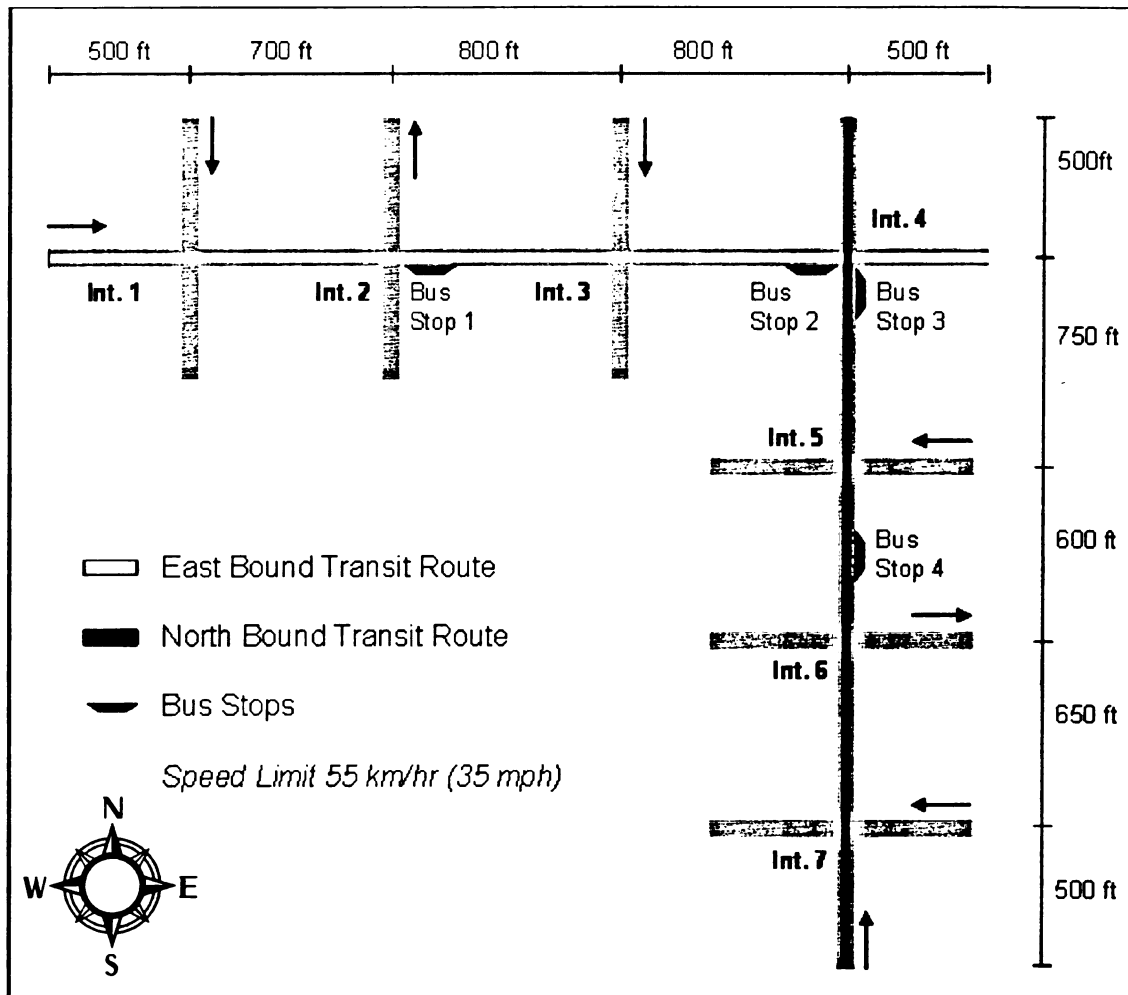 500 ft
700 ft
800 ft
800 ft
500 ft
500ft
Int. 4
Int. 1
Int. 2
Bus
Stop 1
Int. 3
Bus
Stop 2
Bus
Stop 3
750 ft
Int. 5
600 ft
Bus
Stop 4
East Bound Transit Route
North Bound Transit Route
Int. 6
Bus Stops
650 ft
Speed Limit 55 km/hr (35 mph)
Int. 7
500 ft
N
W
E
S